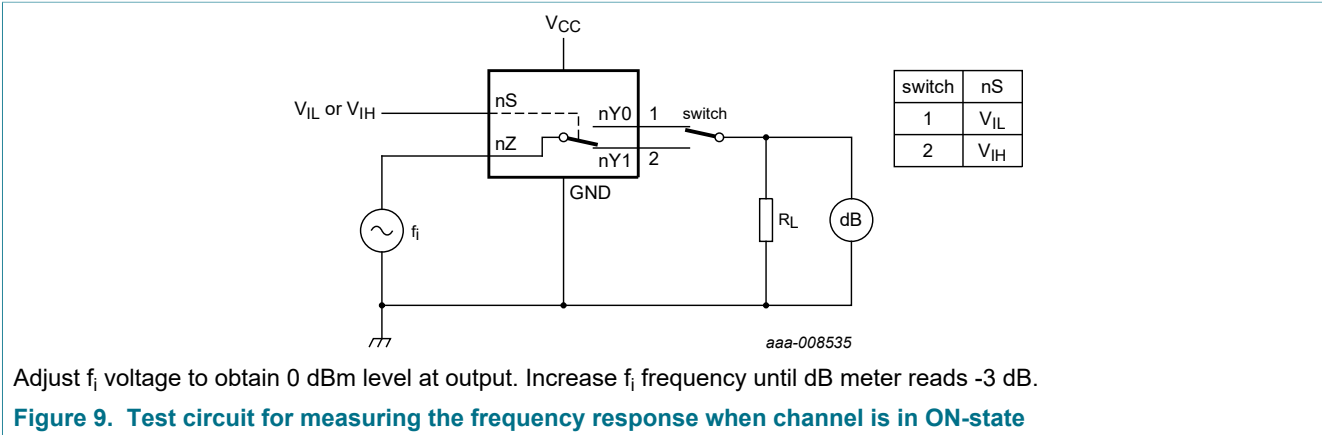 VCC
VIL or VIH
nS
nZ
nY0
1
switch
nY1
2
GND
fi
RL
dB
switch nS
1 VIL
2 VIH
aaa-008535
Adjust fi voltage to obtain 0 dBm level at output. Increase fi frequency until dB meter reads -3 dB.
Figure 9. Test circuit for measuring the frequency response when channel is in ON-state